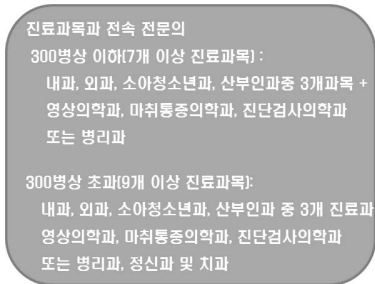 진료과목과 전속 전문의
300병상 이하(7개 이상 진료과목) :
내과, 외과, 소아청소년과, 산부인과중 3개과목 +
영상의학과, 마취통증의학과, 진단검사의학과
또는 병리과
300병상 초과(9개 이상 진료과목):
내과, 외과, 소아청소년과, 산부인과 중 3개 진료과
영상의학과, 마취통증의학과, 진단검사의학과
또는 병리과, 정신과 및 치과